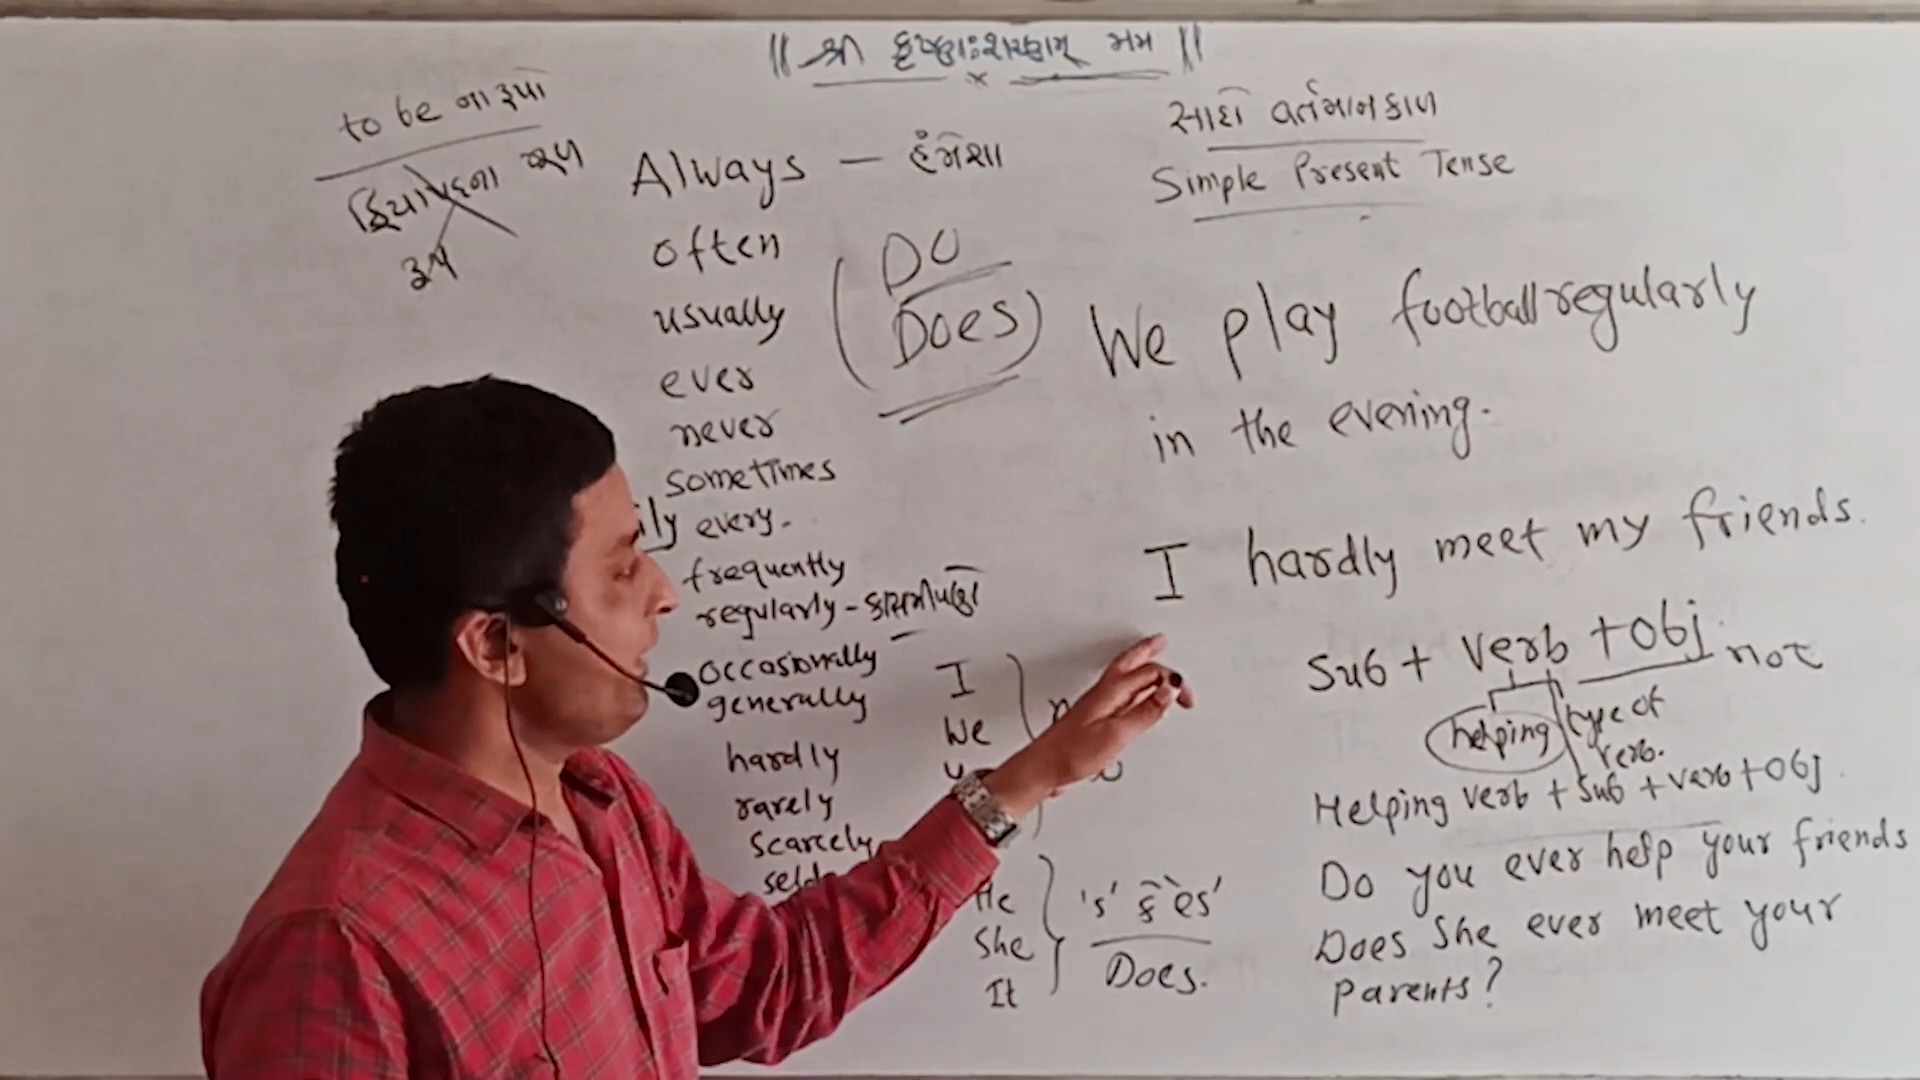 || શ્રી કૃષ્ણઃશરણમ્ મમ ||
to be ના રૂપો
ક્રિયાપદના મૂળ
રૂપ
Always – હંમેશા
often
usually
ever
never
sometimes
every.
frequently
regularly -
occasionally
generally
hardly
rarely
scarcely
(DO
Does)
I
We
He
She
It
's' કે 'es'
Does.
સાદો વર્તમાનકાળ
Simple Present Tense
We play football regularly
in the evening.
I hardly meet my friends.
Sub + verb + obj. not
helping type of
verb.
Helping verb + Sub + verb + obj.
Do you ever help your friends
Does She ever meet your
parents?